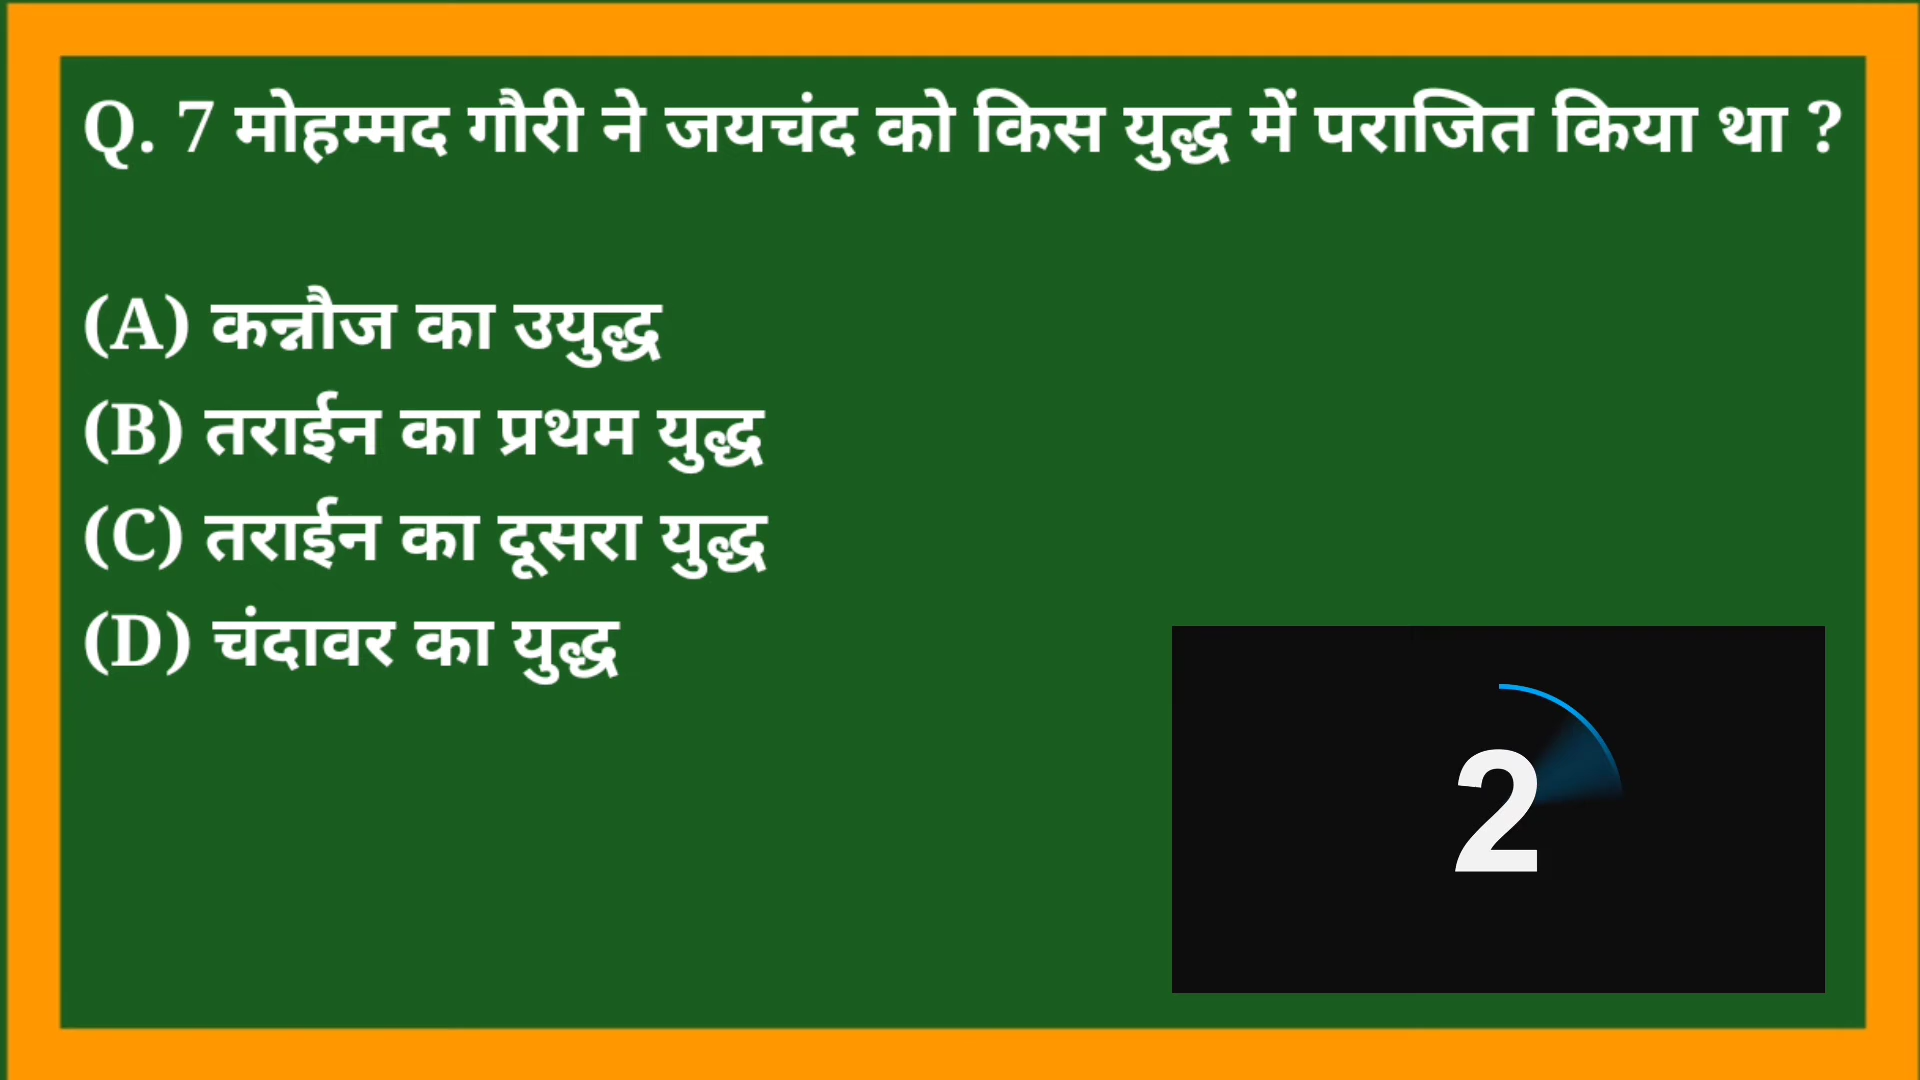 Q. 7 मोहम्मद गौरी ने जयचंद को किस युद्ध में पराजित किया था ?
(A) कन्नौज का उयुद्ध
(B) तराईन का प्रथम युद्ध
(C) तराईन का दूसरा युद्ध
(D) चंदावर का युद्ध
2